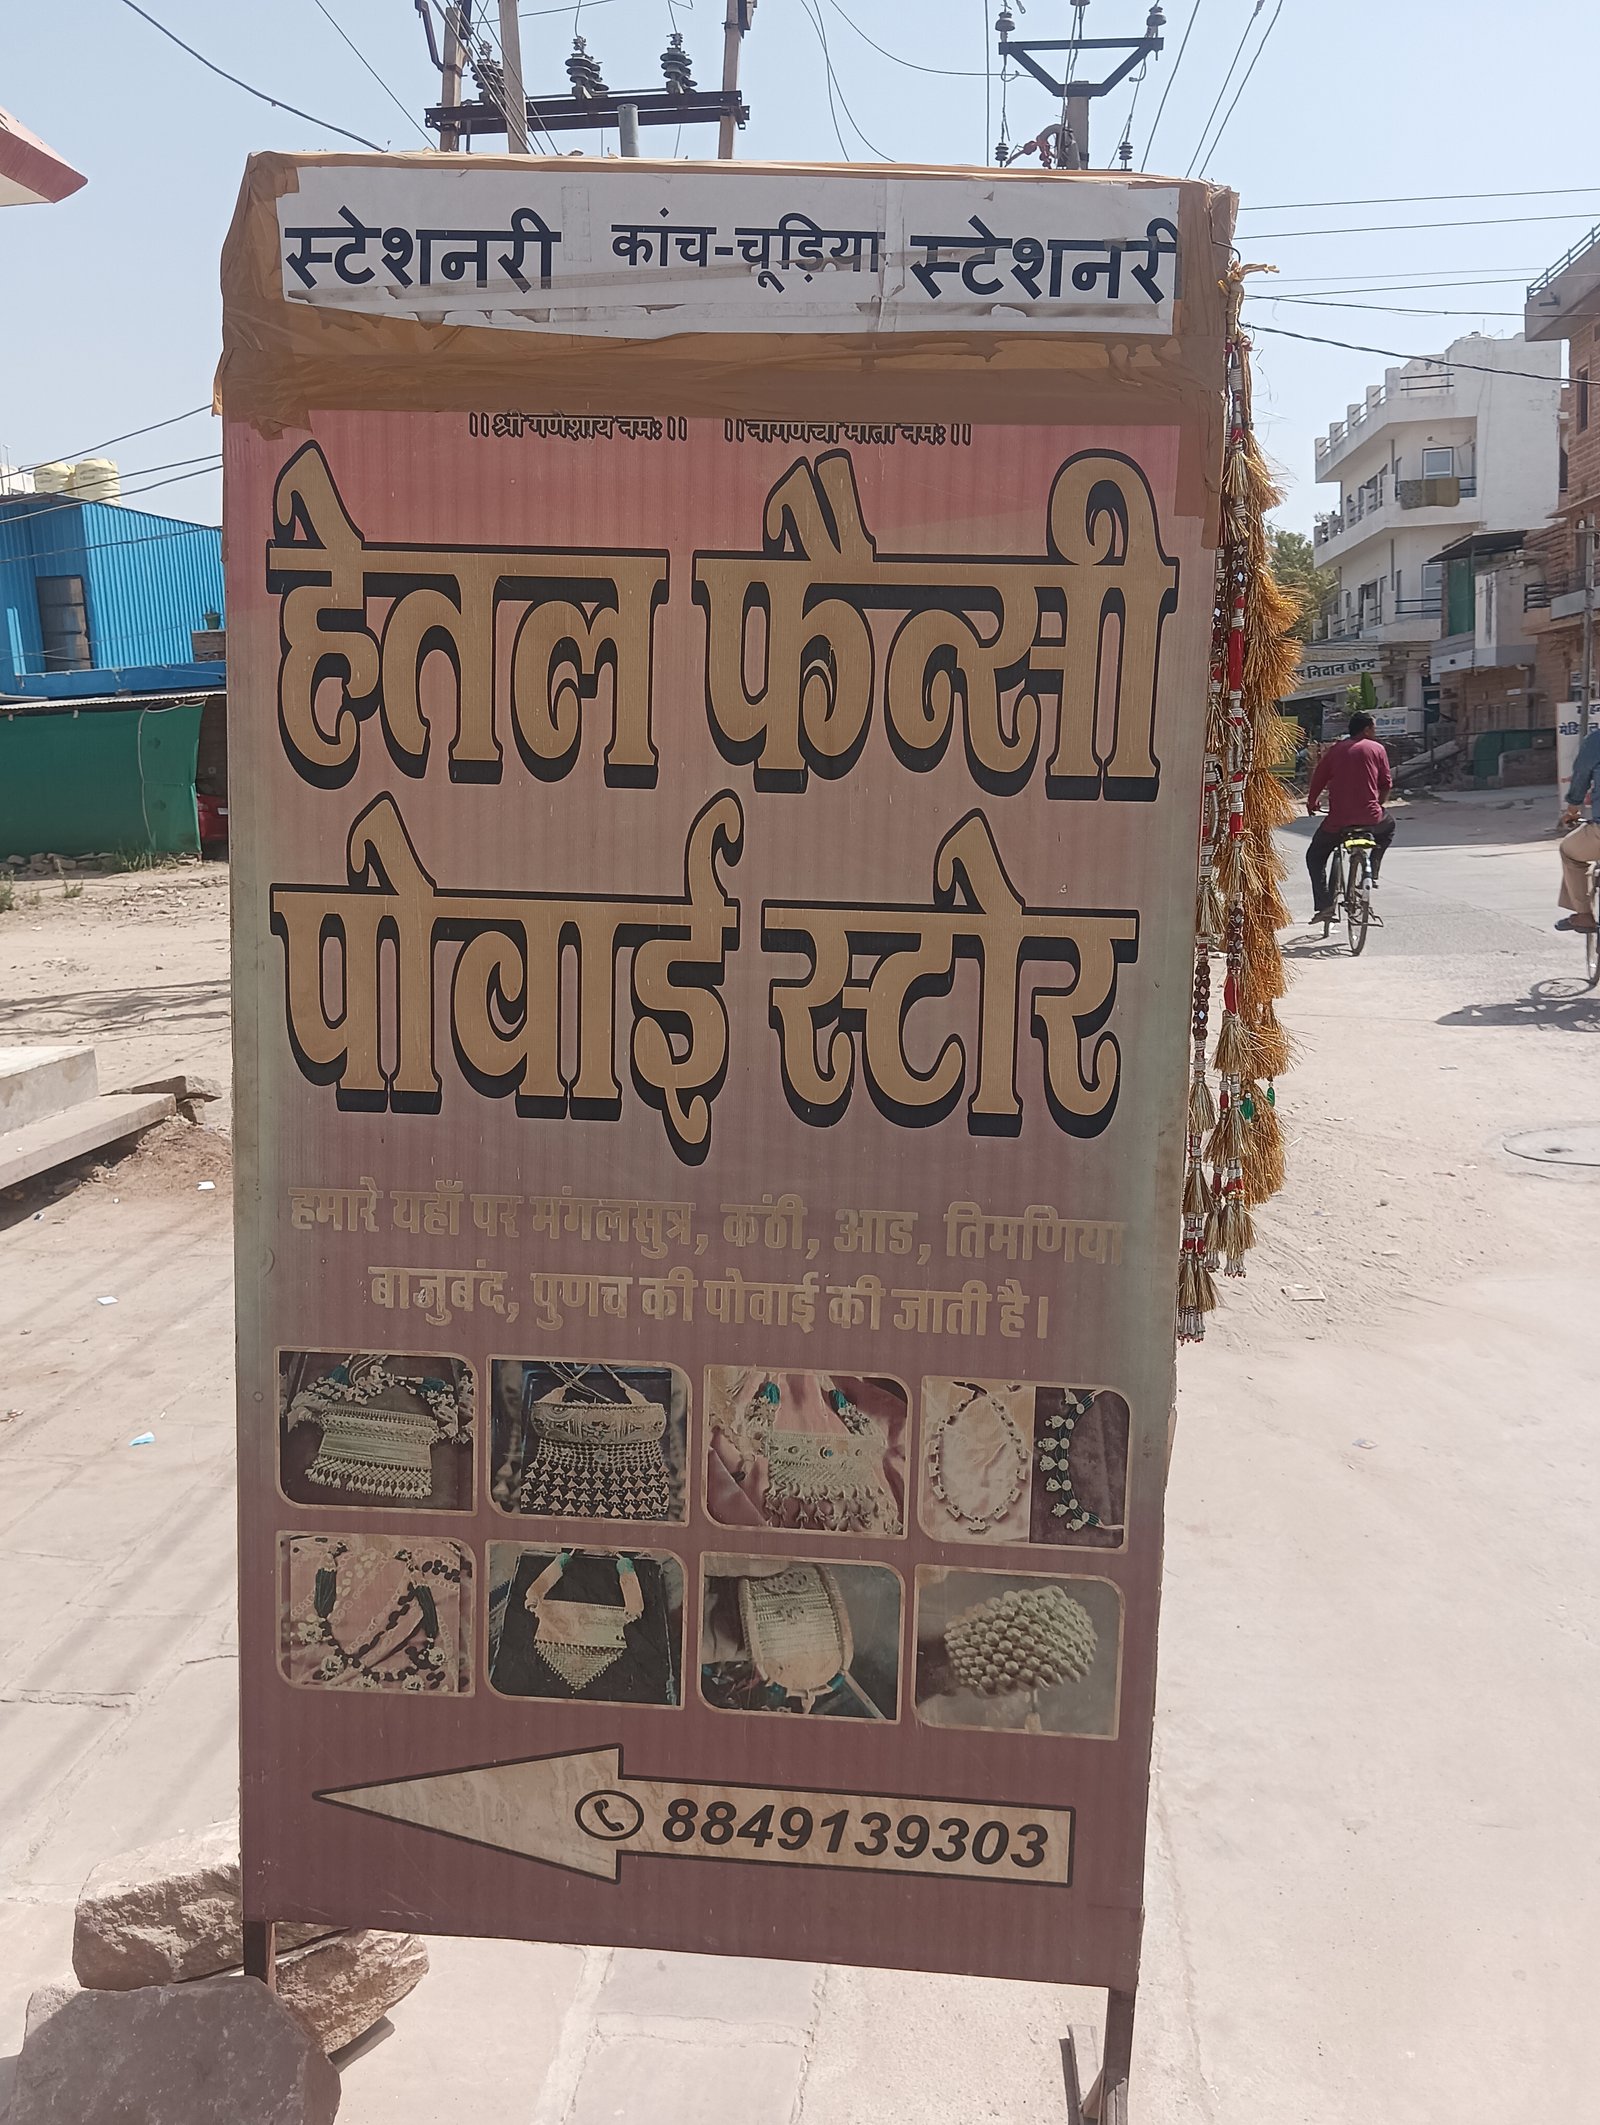 स्टेशनरी कांच-चूड़िया स्टेशनरी
।।श्री गणेशाय नमः।। ।।नागणेची माता नमः।।
हेतल फैन्सी
पोवाई स्टोर
हमारे यहाँ पर मंगलसुत्र, कंठी, आड, तिमणिया
बाजुबंद, पुणच की पोवाई की जाती है।
8849139303
निदान केन्द्र